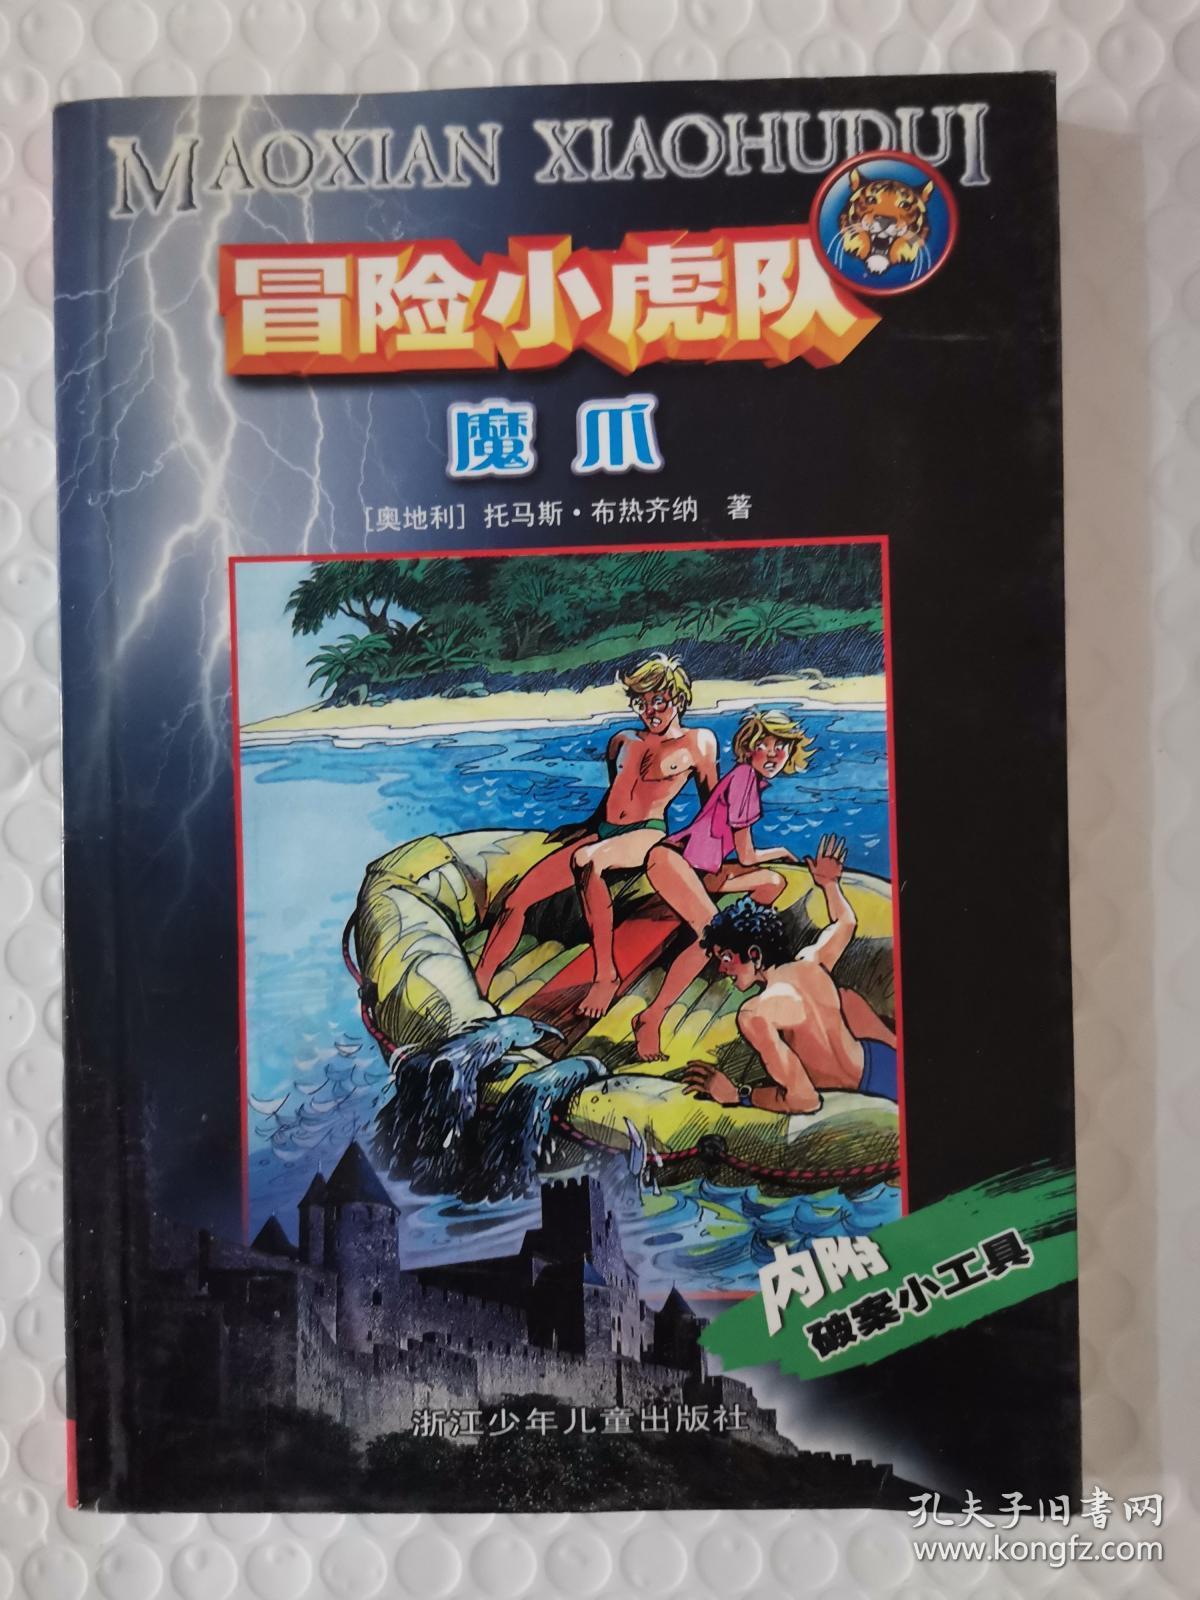 MAOXIAN XIAOHUDUI
冒险小虎队
魔爪
[奥地利] 托马斯·布热齐纳 著
内附
破案小工具
浙江少年儿童出版社
孔夫子旧书网
www.kongfz.com